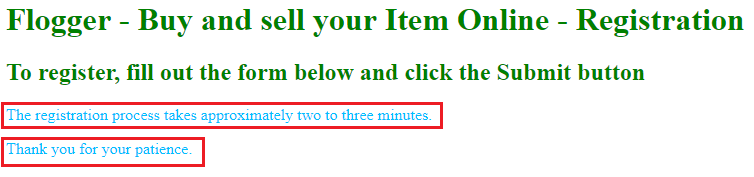 Flogger - Buy and sell your Item Online - Registration
To register, fill out the form below and click the Submit button
The registration process takes approximately two to three minutes.
Thank you for your patience.